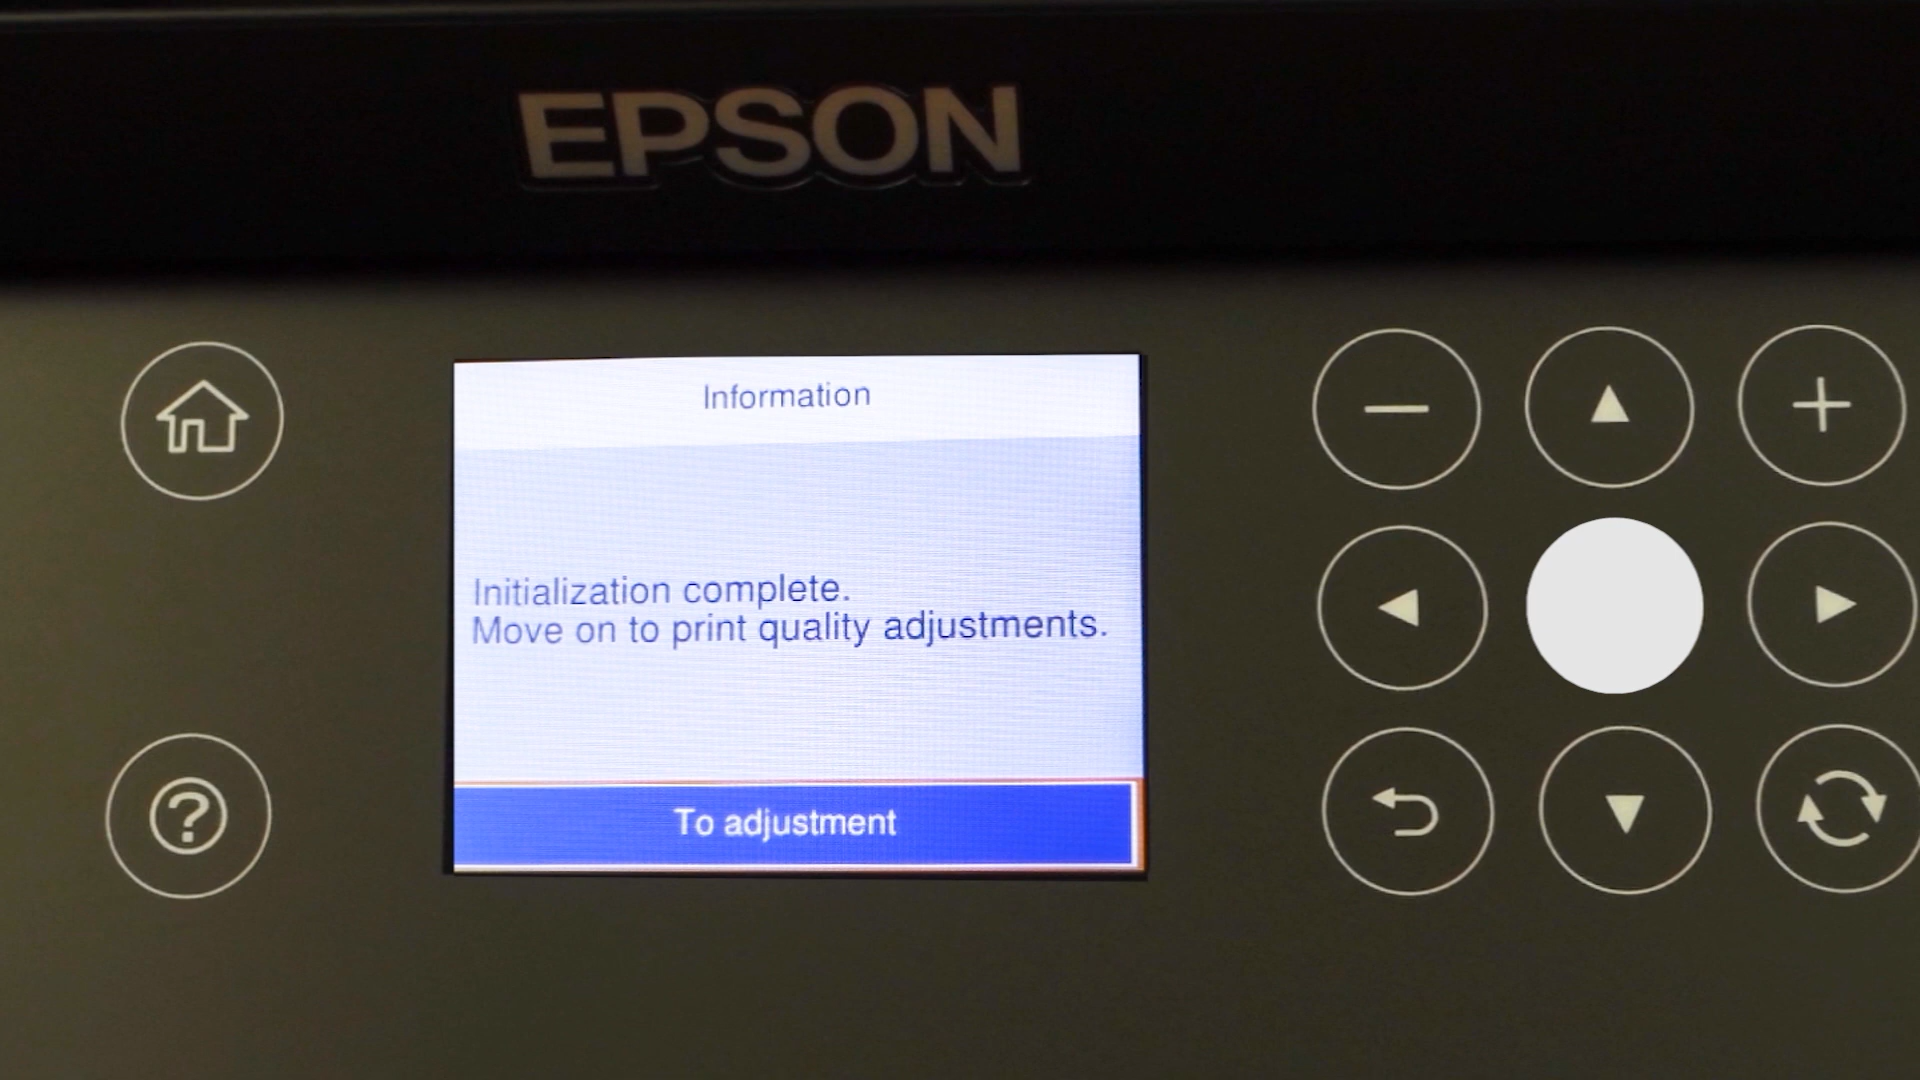 EPSON
Information
Initialization complete.
Move on to print quality adjustments.
To adjustment